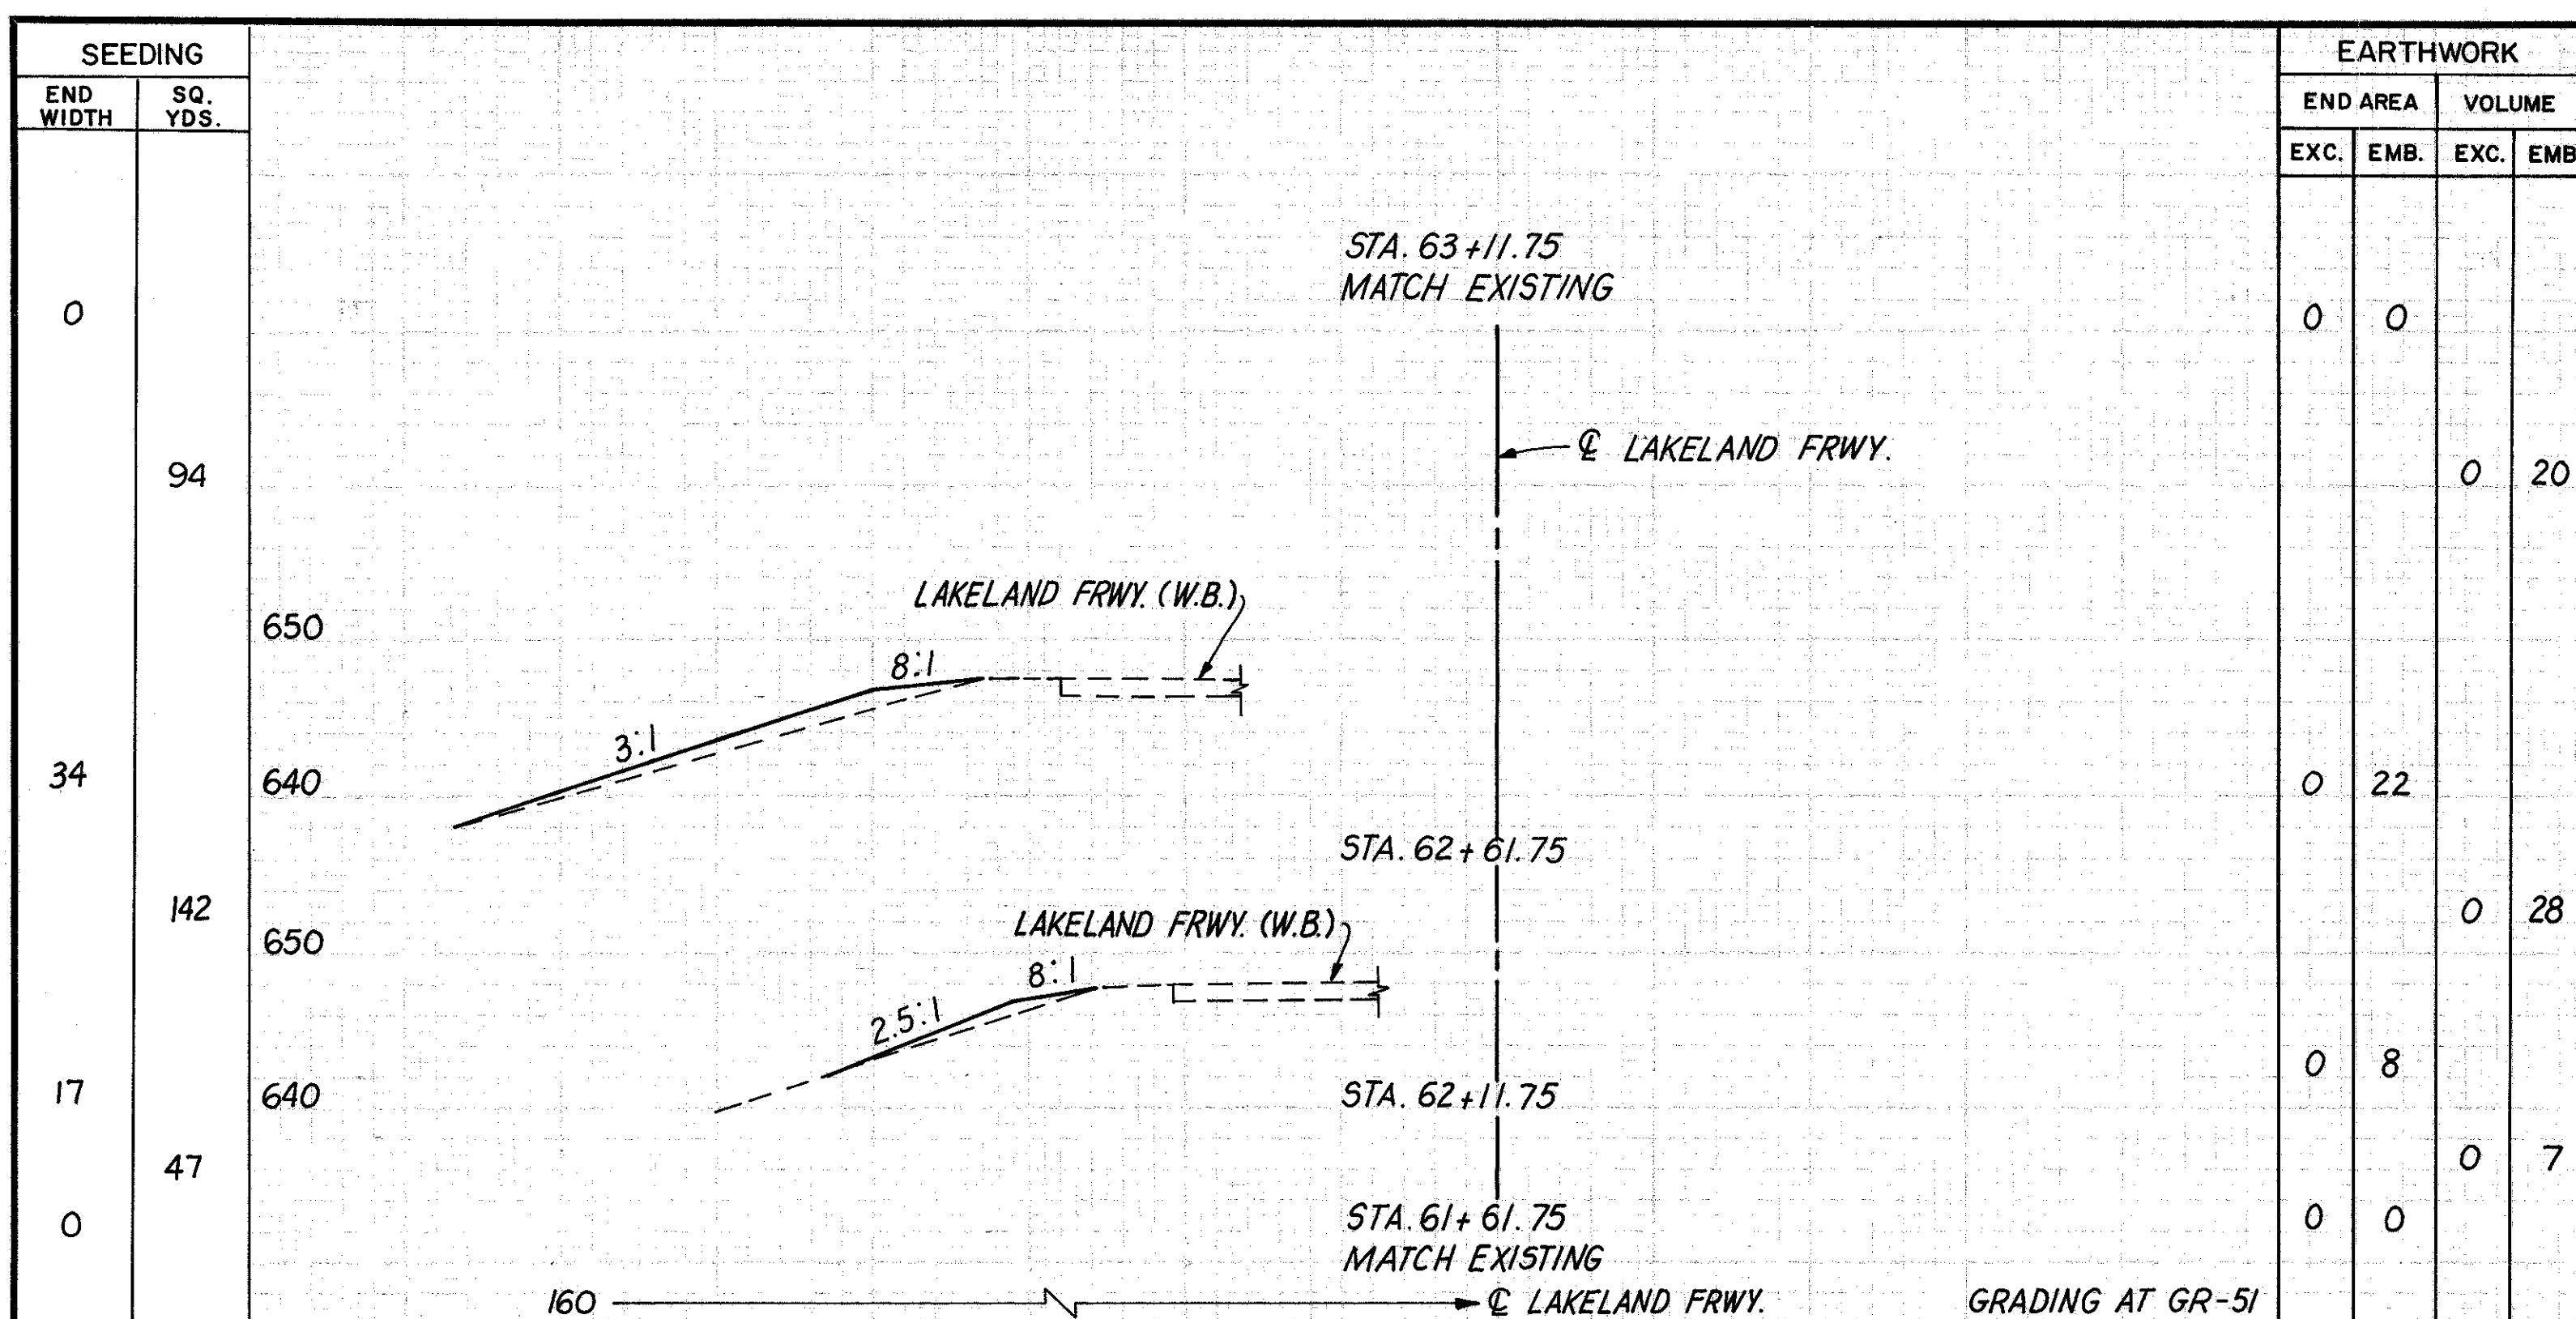 SEEDING
EARTHWORK
END WIDTH
SQ. YDS.
END AREA
VOLUME
EXC.
EMB.
EXC.
EMB
STA. 63+11.75
MATCH EXISTING
0
0
0
℄ LAKELAND FRWY.
94
0
20
LAKELAND FRWY. (W.B.)
650
8:1
3:1
34
640
0
22
STA. 62+61.75
142
0
28
LAKELAND FRWY. (W.B.)
650
8:1
2.5:1
0
8
17
640
STA. 62+11.75
47
0
7
0
STA. 61+61.75
MATCH EXISTING
0
0
160
℄ LAKELAND FRWY.
GRADING AT GR-51